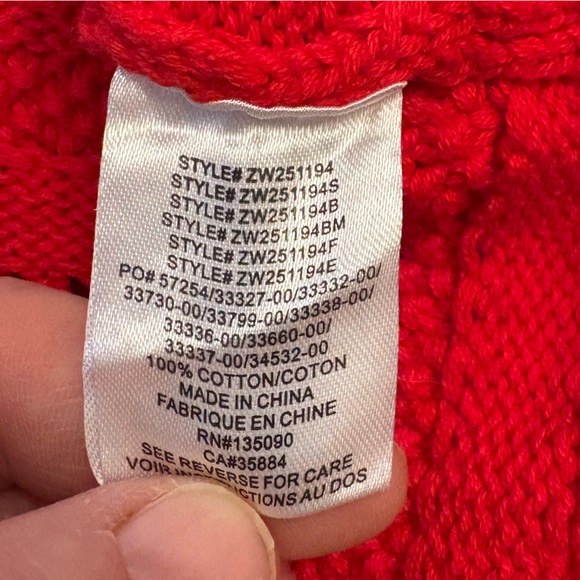 STYLE# ZW251194
STYLE# ZW251194S
STYLE# ZW251194B
STYLE# ZW251194BM
STYLE# ZW251194F
STYLE# ZW251194E
PO# 57254/33327-00/33332-00/
33730-00/33799-00/33338-00/
33336-00/33660-00/
33337-00/34532-00
100% COTTON/COTON
MADE IN CHINA
FABRIQUE EN CHINE
RN#135090
CA#35884
SEE REVERSE FOR CARE
VOIR INSTRUCTIONS AU DOS